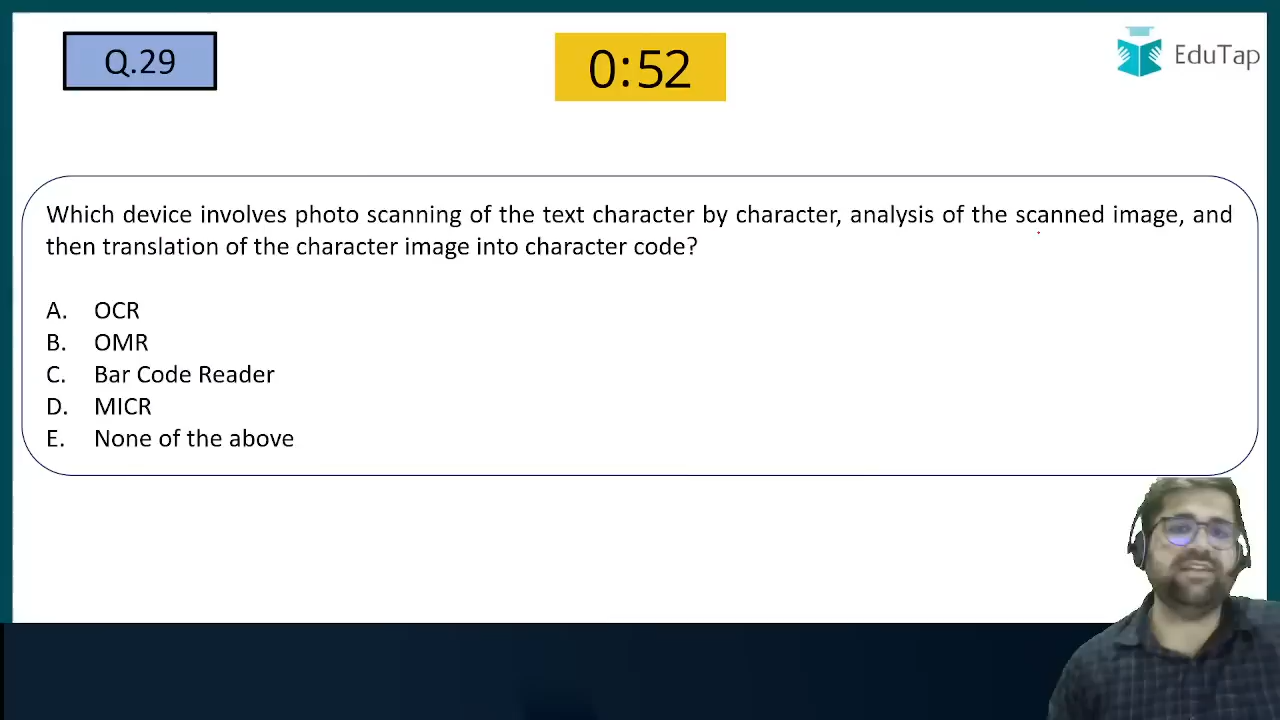 Q.29
0:52
EduTap
Which device involves photo scanning of the text character by character, analysis of the scanned image, and
then translation of the character image into character code?
A. OCR
B. OMR
C. Bar Code Reader
D. MICR
E. None of the above